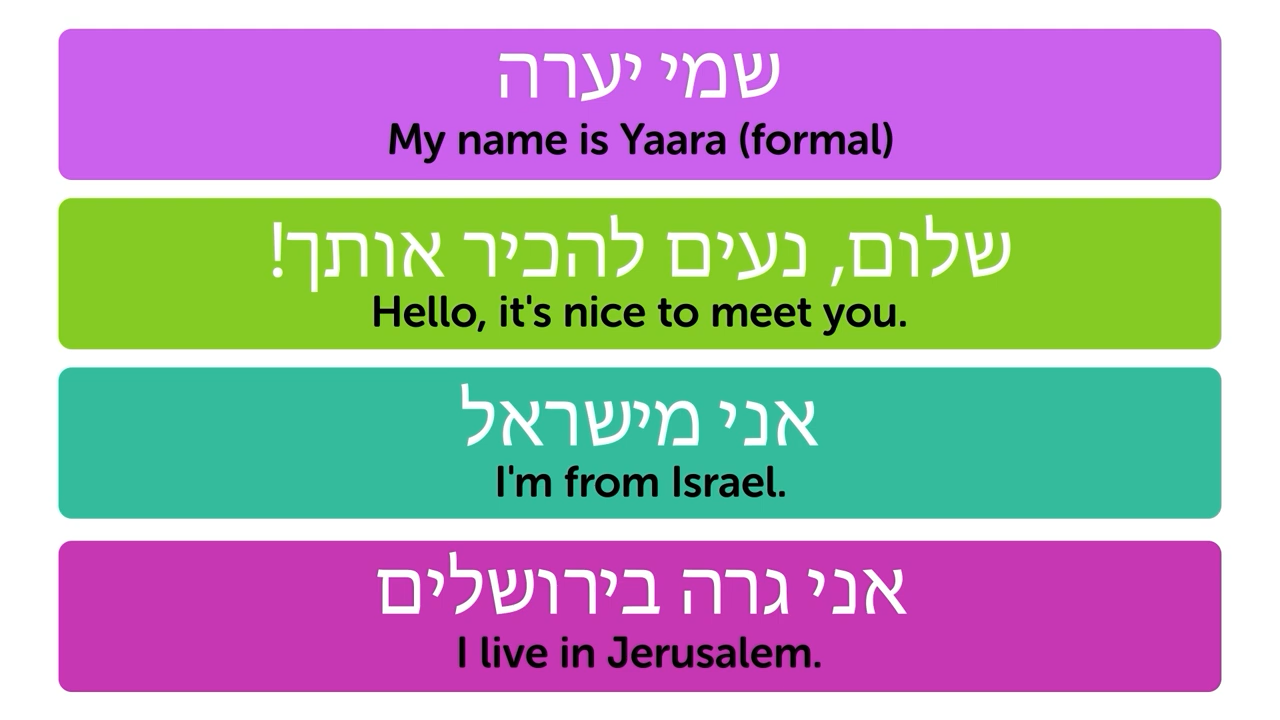 שמי יערה
My name is Yaara (formal)
שלום, נעים להכיר אותך!
Hello, it's nice to meet you.
אני מישראל
I'm from Israel.
אני גרה בירושלים
I live in Jerusalem.